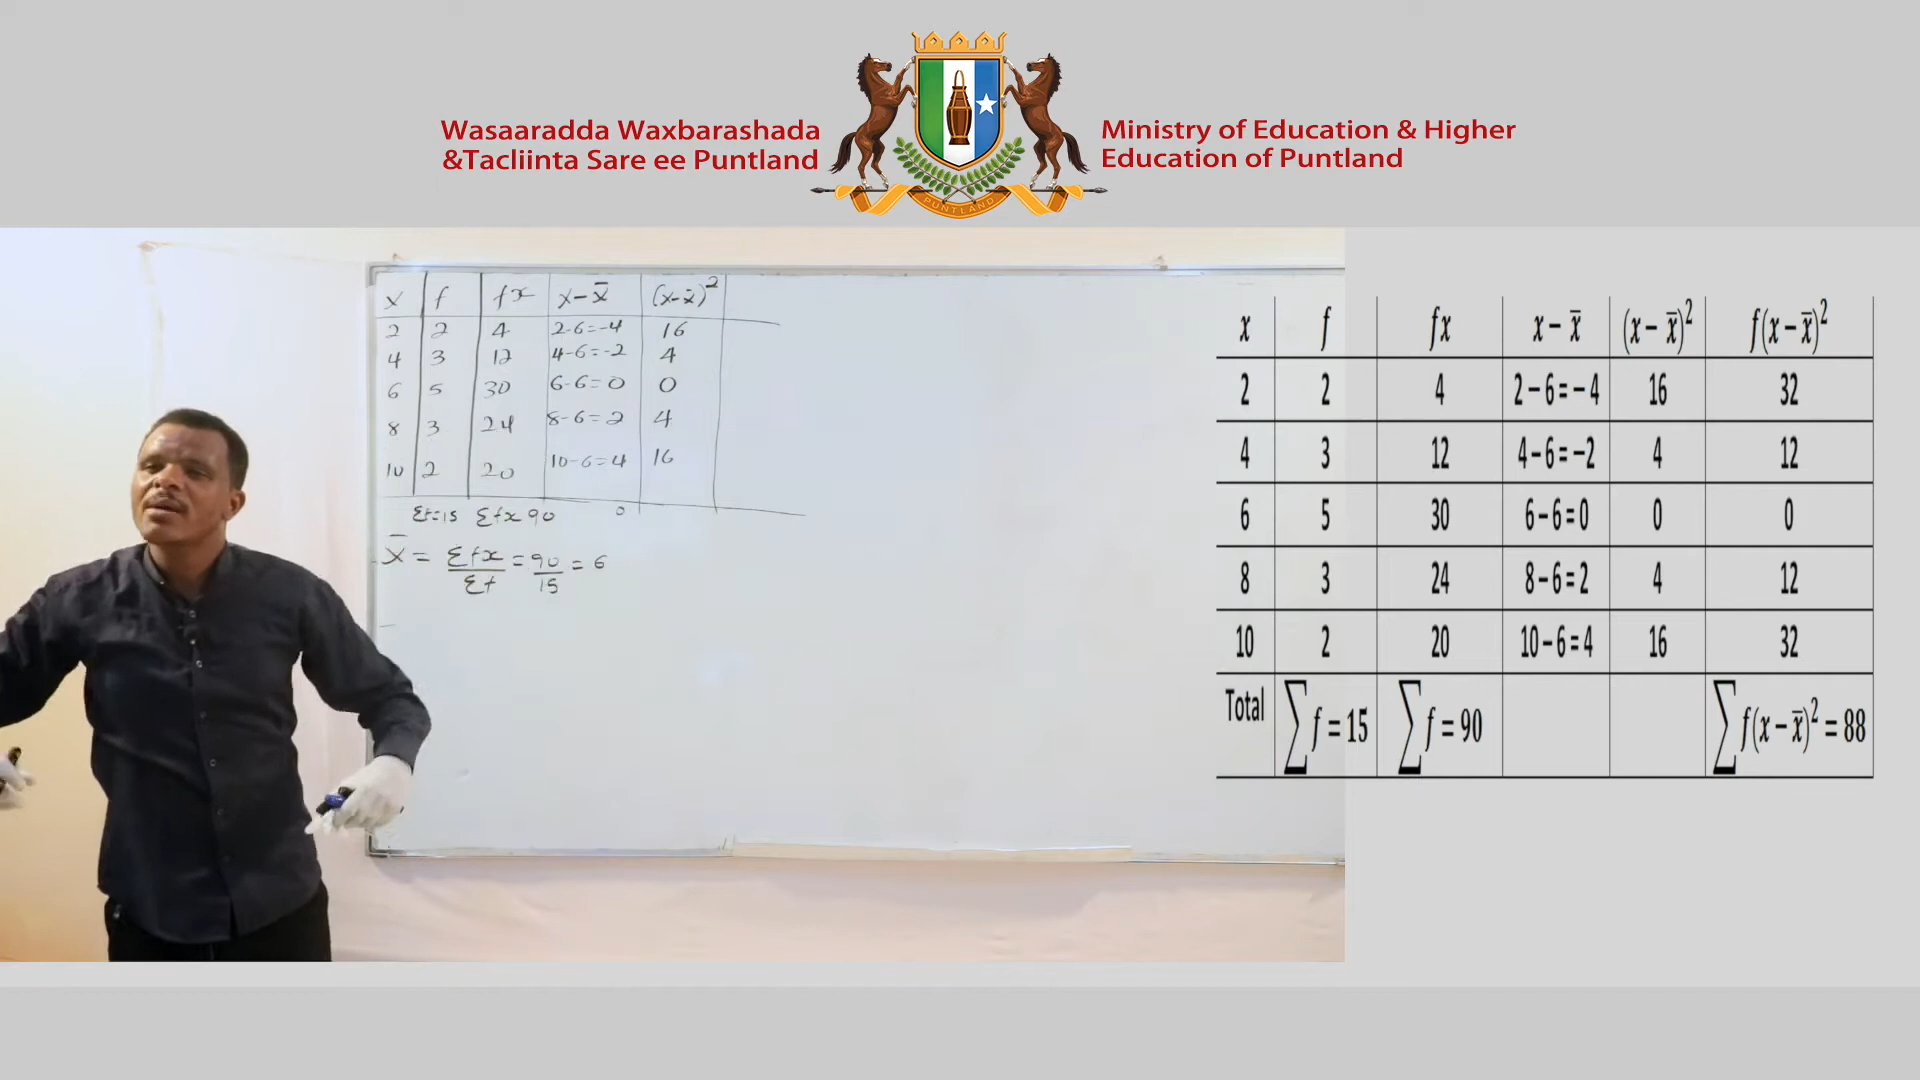 Wasaaradda Waxbarashada
&Tacliinta Sare ee Puntland
PUNTLAND
Ministry of Education & Higher
Education of Puntland
x f fx x-x̄ (x-x̄)²
2 2 4 2-6=-4 16
4 3 12 4-6=-2 4
6 5 30 6-6=0 0
8 3 24 8-6=2 4
10 2 20 10-6=4 16
Σf=15 Σfx 90 0
x̄ = Σfx/Σf = 90/15 = 6
x f fx x-x̄ (x-x̄)² f(x-x̄)²
2 2 4 2-6=-4 16 32
4 3 12 4-6=-2 4 12
6 5 30 6-6=0 0 0
8 3 24 8-6=2 4 12
10 2 20 10-6=4 16 32
Total ∑f=15 ∑f=90 ∑f(x-x̄)²=88